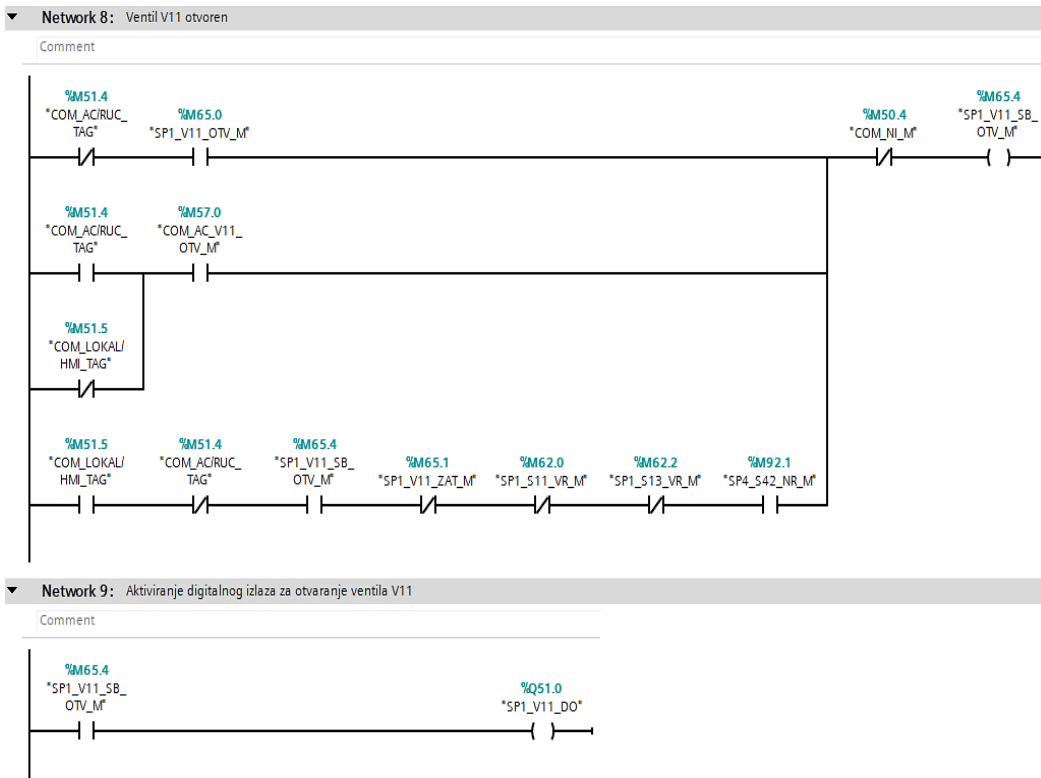 Network 8: Ventil V11 otvoren
Comment
%M51.4
"COM_AC/RUC_
TAG"
%M65.0
"SP1_V11_OTV_M"
%M50.4
"COM_NI_M"
%M65.4
"SP1_V11_SB_
OTV_M"
%M51.4
"COM_AC/RUC_
TAG"
%M57.0
"COM_AC_V11_
OTV_M"
%M51.5
"COM_LOKAL/
HMI_TAG"
%M51.5
"COM_LOKAL/
HMI_TAG"
%M51.4
"COM_AC/RUC_
TAG"
%M65.4
"SP1_V11_SB_
OTV_M"
%M65.1
"SP1_V11_ZAT_M"
%M62.0
"SP1_S11_VR_M"
%M62.2
"SP1_S13_VR_M"
%M92.1
"SP4_S42_NR_M"
Network 9: Aktiviranje digitalnog izlaza za otvaranje ventila V11
Comment
%M65.4
"SP1_V11_SB_
OTV_M"
%Q51.0
"SP1_V11_DO"